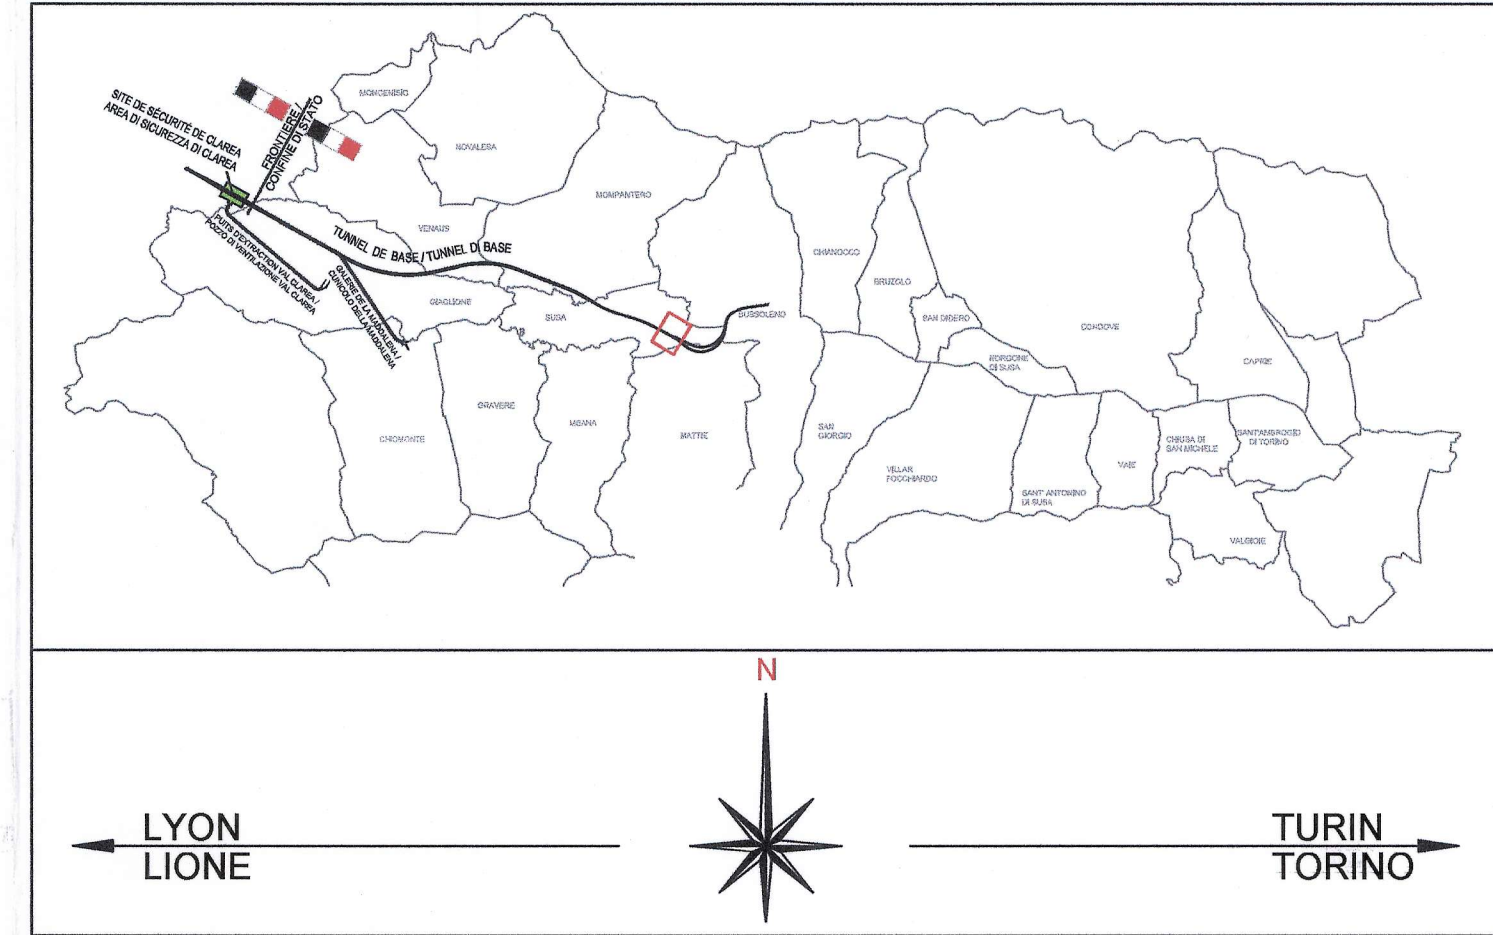 MONCENISIO
SITE DE SÉCURITÉ DE CLAREA
AREA DI SICUREZZA DI CLAREA
FRONTIERE /
CONFINE DI STATO
NOVALESA
MOMPANTERO
VENAUS
TUNNEL DE BASE / TUNNEL DI BASE
PUITS D'EXTRACTION VAL CLAREA /
POZZO DI VENTILAZIONE VAL CLAREA
GALERIE DE LA MADDALENA /
CUNICOLO DELLA MADDALENA
GIAGLIONE
SUSA
BUSSOLENO
CHIANOCCO
BRUZOLO
SAN DIDERO
CONDOVE
BORGONE
DI SUSA
CAPRIE
CHIOMONTE
GRAVERE
MEANA
MATTIE
SAN
GIORGIO
VILLAR
FOCCHIARDO
SANT' ANTONINO
DI SUSA
VAIE
CHIUSA DI
SAN MICHELE
SANT'AMBROGIO
DI TORINO
VALGIOIE
N
LYON
LIONE
TURIN
TORINO